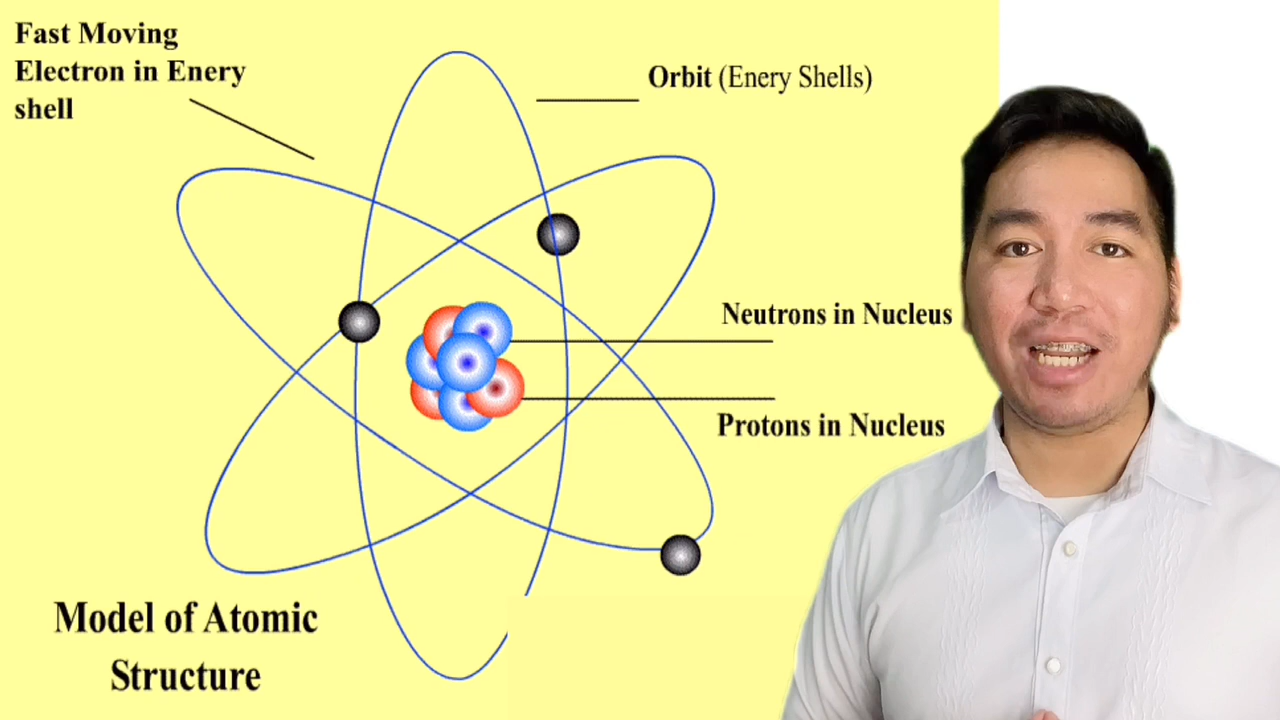 Fast Moving
Electron in Enery
shell
Orbit (Enery Shells)
Neutrons in Nucleus
Protons in Nucleus
Model of Atomic
Structure